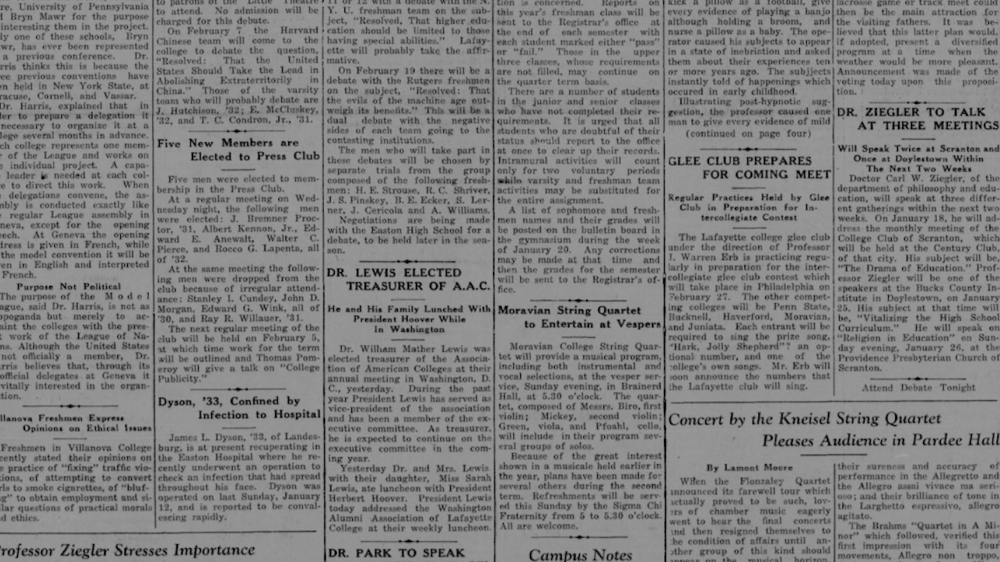 re, University of Pennsylvania
d Bryn Mawr for the purpose
interesting them in the project.
ly one of these schools, Bryn
wr, has ever been represented
a previous conference. Dr.
rris thinks this is because the
ee previous conventions have
en held in New York State, at
racuse, Cornell, and Vassar.
Dr. Harris, explained that in
ler to prepare a delegation it
necessary to organize it at a
lege several months in advance.
ch college represents one mem-
r of the League and works on
e individual project. A capa-
leader is needed at each col-
e to direct this work. When
e delegations convene, the as-
mbly is conducted exactly like
e regular League assembly in
neva, except for the opening
eech. At Geneva the opening
dress is given in French, while
the model convention it will be
ven in English and interpreted
French.
Purpose Not Political
The purpose of the Model
ague, said Dr. Harris, is not as
opoganda but merely to ac-
aint the colleges with the pres-
t work of the League of Na-
ns. Although the United States
not officially a member, Dr.
rris believes that, through its
official delegates at Geneva it
vitally interested in the organ-
tion.
llanova Freshmen Express
Opinions on Ethical Issues
Freshmen in Villanova College
cently stated their opinions on
e practice of "fixing" traffic vio-
tions, of attempting to convert
rls to smoke cigarettes, of "bluf-
ng" to obtain employment and si-
ilar questions of practical morals
d ethics.
rofessor Ziegler Stresses Importance
to patrons of the Little Theatre
to attend. No admission will be
charged for this debate.
On February 7 the Harvard
Chinese team will come to the
college to debate the question,
"Resolved: That the United
States Should Take the Lead in
Abolishing Extraterritorily in
China." Those of the varsity
team who will probably debate are
J. Hutchison, '32; E. McCluskey,
'32, and T. C. Condron, Jr., '31.
Five New Members are
Elected to Press Club
Five men were elected to mem-
bership in the Press Club.
At a regular meeting on Wed-
nesday night, the following men
were elected: J. Bremner Proc-
tor, '31, Albert Kennon, Jr., Ed-
ward E. Anewalt, Walter C.
Pierce, and Rocco G. Lapenta, all
of '32.
At the same meeting the follow-
ing men were dropped from the
club because of irregular attend-
ance: Stanley I. Cundey, John D.
Morgan, Edward G. Wink, all of
'30, and Ray R. Willauer, '31.
The next regular meeting of the
club will be held on February 5,
at which time work for the term
will be outlined and Thomas Pom-
eroy will give a talk on "College
Publicity."
Dyson, '33, Confined by
Infection to Hospital
James L. Dyson, '33, of Landes-
burg, is at present recuperating in
the Easton Hospital where he re-
cently underwent an operation to
check an infection that had spread
throughout his face. Dyson was
operated on last Sunday, January
12, and is reported to be conval-
escing rapidly.
11 or 12 with a debate with the N.
Y. U. freshman team on the sub-
ject, "Resolved, That higher edu-
cation should be limited to those
having special abilities." Lafay-
ette will probably take the affir-
mative.
On February 19 there will be a
debate with the Rutgers freshmen
on the subject, "Resolved: That
the evils of the machine age out-
weigh its benefits." This will be a
dual debate with the negative
sides of each team going to the
contesting institutions.
The men who will take part in
these debates will be chosen by
separate trials from the group
composed of the following fresh-
men: H. E. Strouse, R. C. Shriver,
J. S. Pinskey, B. E. Ecker, S. Ler-
ner, J. Cericola and A. Williams.
Negotiations are being made
with the Easton High School for a
debate, to be held later in the sea-
son.
DR. LEWIS ELECTED
TREASURER OF A.A.C.
He and His Family Lunched With
President Hoover While
In Washington
Dr. Wilham Mather Lewis was
elected treasurer of the Associa-
tion of American Colleges at their
annual meeting in Washington, D.
C., yesterday. During the past
year President Lewis has served as
vice-president of the association
and has been a member of the ex-
ecutive committee. As treasurer,
he is expected to continue on the
executive committee in the com-
ing year.
Yesterday Dr. and Mrs. Lewis
with their daughter, Miss Sarah
Lewis, ate luncheon with President
Herbert Hoover. President Lewis
today addressed the Washington
Alumni Association of Lafayette
College at their weekly luncheon.
DR. PARK TO SPEAK
tion is concerned. Reports on
this year's freshman class will be
sent to the Registrar's office at
the end of each semester with
each student marked either "pass"
or "fail." Those in the upper
three classes, whose requirements
are not filled, may continue on
the quarter term basis.
There are a number of students
in the junior and senior classes
who have not completed their re-
quirements. It is urged that all
students who are doubtful of their
status should report to the office
at once to clear up their records.
Intramural activities will count
only for two voluntary periods
while varsity and freshman team
activities may be substituted for
the entire assignment.
A list of sophomore and fresh-
men names and their grades will
be posted on the bulletin board in
the gymnasium during the week
of January 20. Any corrections
may be made at that time and
then the grades for the semester
will be sent to the Registrar's of-
fice.
Moravian String Quartet
to Entertain at Vespers
Moravian College String Quar-
tet will provide a musical program,
including both instrumental and
vocal selections, at the vesper ser-
vice, Sunday evening, in Brainerd
Hall, at 5.30 o'clock. The quar-
tet, composed of Messrs. Biro, first
violin; Mickey, second violin;
Green, viola, and Pfoahl, cello,
will include in their program sev-
eral groups of solos.
Because of the great interest
shown in a musicale held earlier in
the year, plans have been made for
several others during the second
term. Refreshments will be serv-
ed this Sunday by the Sigma Chi
Fraternity from 5 to 5.30 o'clock.
All are welcome.
Campus Notes
kick a pillow as a football, give
every evidence of playing a banjo
although holding a broom, and
nurse a pillow as a baby. The ope-
rator caused his subjects to appear
in a state of inebriation and asked
them about their experiences ten
or more years ago. The subjjects
instantly told of happenings which
occured in early childhood.
Illustrating post-hypnotic sug-
gestion, the professor caused one
man to give every evidence of mild
(continued on page four)
GLEE CLUB PREPARES
FOR COMING MEET
Regular Practices Held by Glee
Club in Preparation for In-
tercollegiate Contest
The Lafayette college glee club
under the direction of Professor
J. Warren Erb is practicing regu-
larly in preparation for the inter-
collegiate glee club contest which
will take place in Philadelphia on
February 27. The other compet-
ing colleges will be Penn State,
Bucknell, Haverford, Moravian,
and Juniata. Each entrant will be
required to sing the prize song,
"Hark, Jolly Shepherd"? an op-
tional number, and one of the
college's own songs. Mr. Erb will
soon announce the numbers that
the Lafayette club will sing.
lacrosse game or track meet could
then be the main attraction for
the visiting fathers. It was be-
lieved that this latter plan would,
if adopted, present a diversified
program at a time when the
weather would be more pleasant.
Announcement was made of the
voting today upon this proposi-
tion.
DR. ZIEGLER TO TALK
AT THREE MEETINGS
Will Speak Twice at Scranton and
Once at Doylestown Within
The Next Two Weeks
Doctor Carl W. Ziegler, of the
department of philosophy and edu-
cation, will speak at three differ-
ent gatherings within the next two
weeks. On January 18, he will ad-
dress the monthly meeting of the
College Club of Scranton, which
will be held at the Century Club,
of that city. His subject will be,
"The Drama of Education." Prof-
essor Ziegler will be one of the
speakers at the Bucks County In-
stitute in Doylestown, on January
25. His subject at that time will
be, "Vitalizing the High School
Curriculum." He will speak on
"Religion in Education" on Sun-
day evening, January 26, at the
Providence Presbyterian Church of
Scranton.
Attend Debate Tonight
Concert by the Kneisel String Quartet
Pleases Audience in Pardee Hall
By Lamont Moore
When the Flonzaley Quartet
announced its farewell tour which
actually proved to be such, lov-
ers of chamber music eagerly
went to hear the final concerts
and then resigned themselves to
the condition of affairs until an-
other group of this kind should
appear on the musical horizon.
their sureness and accuracy of
performance in the Allegretto and
the Allegro assai vivace ma seri-
oso; and their brilliance of tone in
the Larghetto espressivo, allegro
agitato.
The Brahms "Quartet in A Mi-
nor" which followed, verified this
first impression with its four
movements, Allegro non troppo,